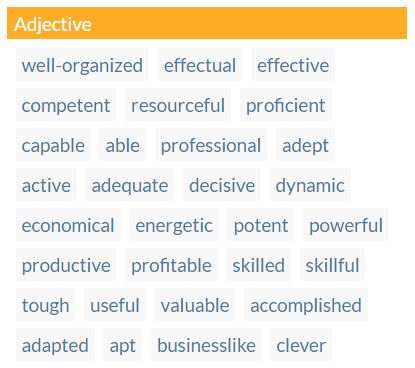 Adjective
well-organized effectual effective
competent resourceful proficient
capable able professional adept
active adequate decisive dynamic
economical energetic potent powerful
productive profitable skilled skillful
tough useful valuable accomplished
adapted apt businesslike clever